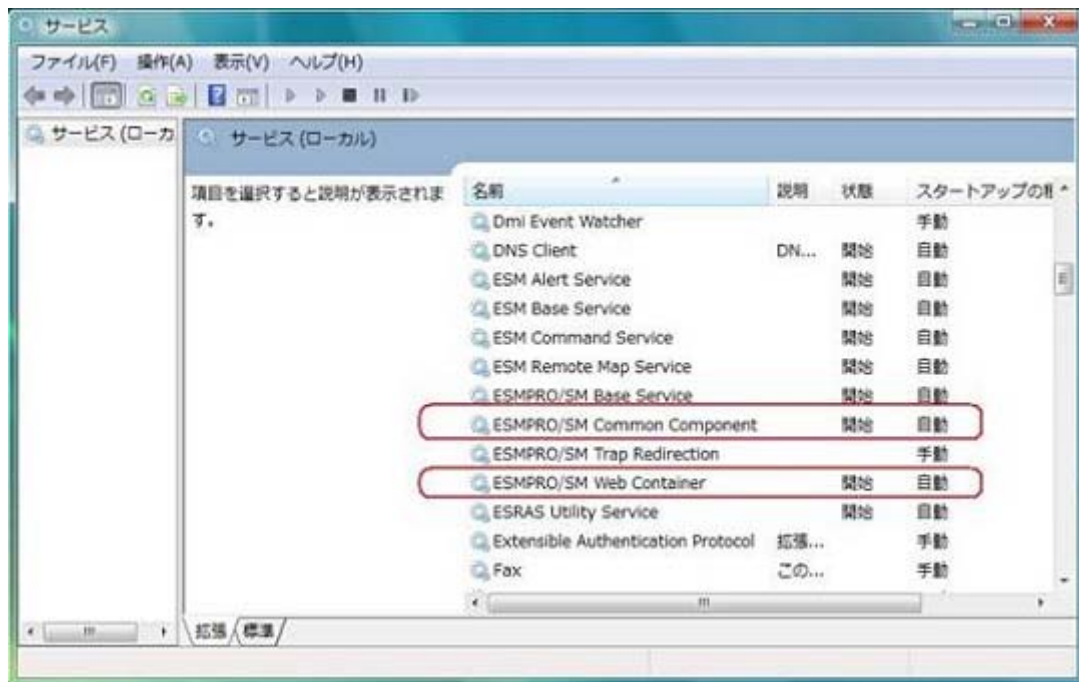 サービス
ファイル(F) 操作(A) 表示(V) ヘルプ(H)
サービス (ローカ
サービス (ローカル)
項目を選択すると説明が表示されま
す。
名前 説明 状態 スタートアップの種
Dmi Event Watcher 手動
DNS Client DN... 開始 自動
ESM Alert Service 開始 自動
ESM Base Service 開始 自動
ESM Command Service 開始 自動
ESM Remote Map Service 開始 自動
ESMPRO/SM Base Service 開始 自動
ESMPRO/SM Common Component 開始 自動
ESMPRO/SM Trap Redirection 手動
ESMPRO/SM Web Container 開始 自動
ESRAS Utility Service 開始 自動
Extensible Authentication Protocol 拡張... 手動
Fax この... 手動
拡張 標準